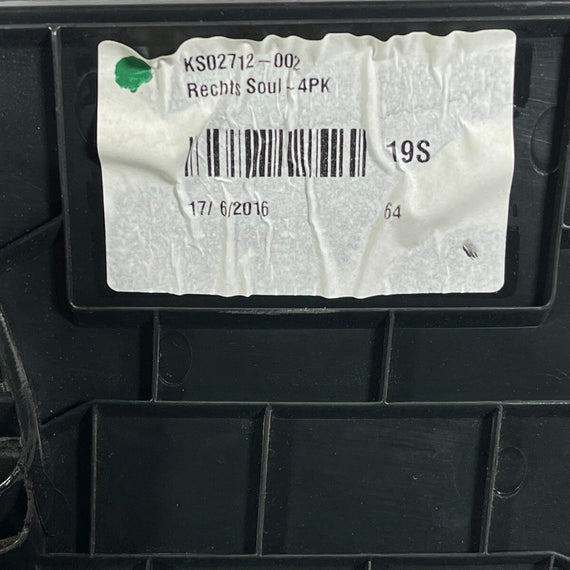 KS02712-002
Rechts Soul - 4PK
19S
17/ 6/2016 64